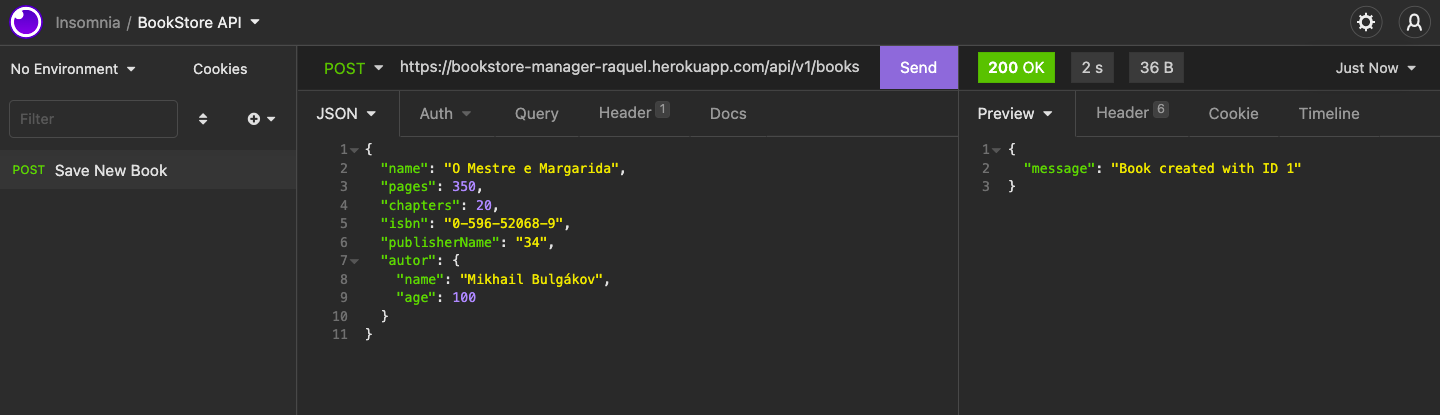 Insomnia / BookStore API
No Environment
Cookies
POST
https://bookstore-manager-raquel.herokuapp.com/api/v1/books
Send
200 OK
2 s
36 B
Just Now
Filter
POST Save New Book
JSON
Auth
Query
Header 1
Docs
1 {
2 "name": "O Mestre e Margarida",
3 "pages": 350,
4 "chapters": 20,
5 "isbn": "0-596-52068-9",
6 "publisherName": "34",
7 "autor": {
8 "name": "Mikhail Bulgákov",
9 "age": 100
10 }
11 }
Preview
Header 6
Cookie
Timeline
1 {
2 "message": "Book created with ID 1"
3 }